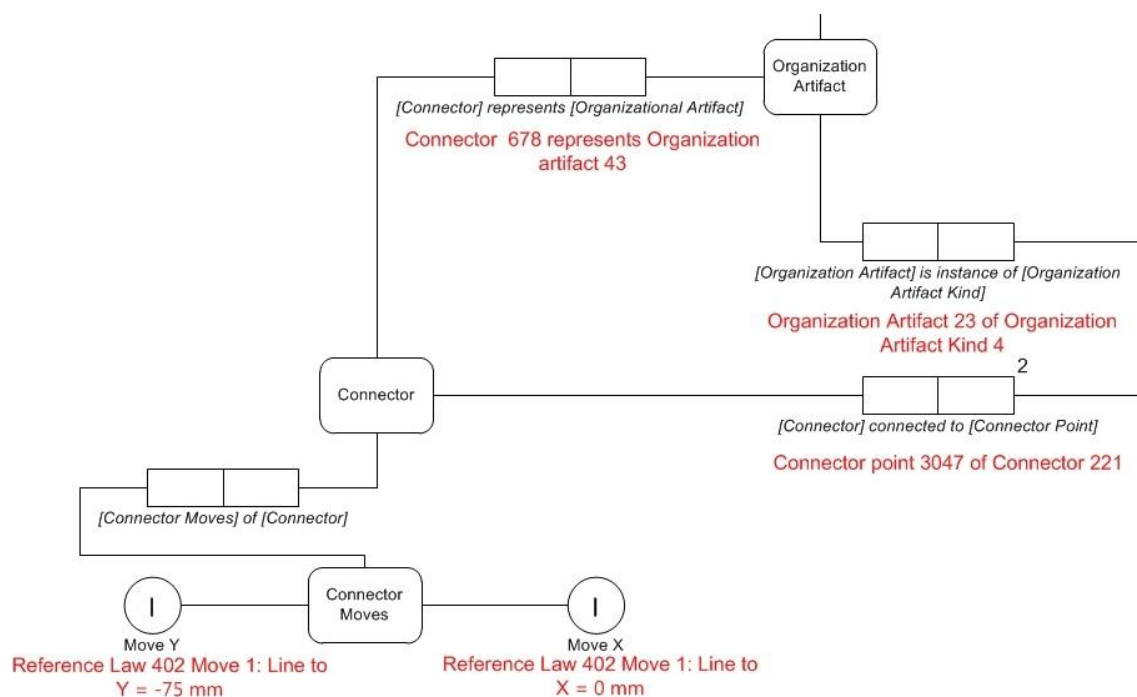 Organization
Artifact
[Connector] represents [Organizational Artifact]
Connector 678 represents Organization
artifact 43
[Organization Artifact] is instance of [Organization
Artifact Kind]
Organization Artifact 23 of Organization
Artifact Kind 4
2
Connector
[Connector] connected to [Connector Point]
Connector point 3047 of Connector 221
[Connector Moves] of [Connector]
I
Connector
Moves
I
Move Y
Move X
Reference Law 402 Move 1: Line to
Y = -75 mm
Reference Law 402 Move 1: Line to
X = 0 mm